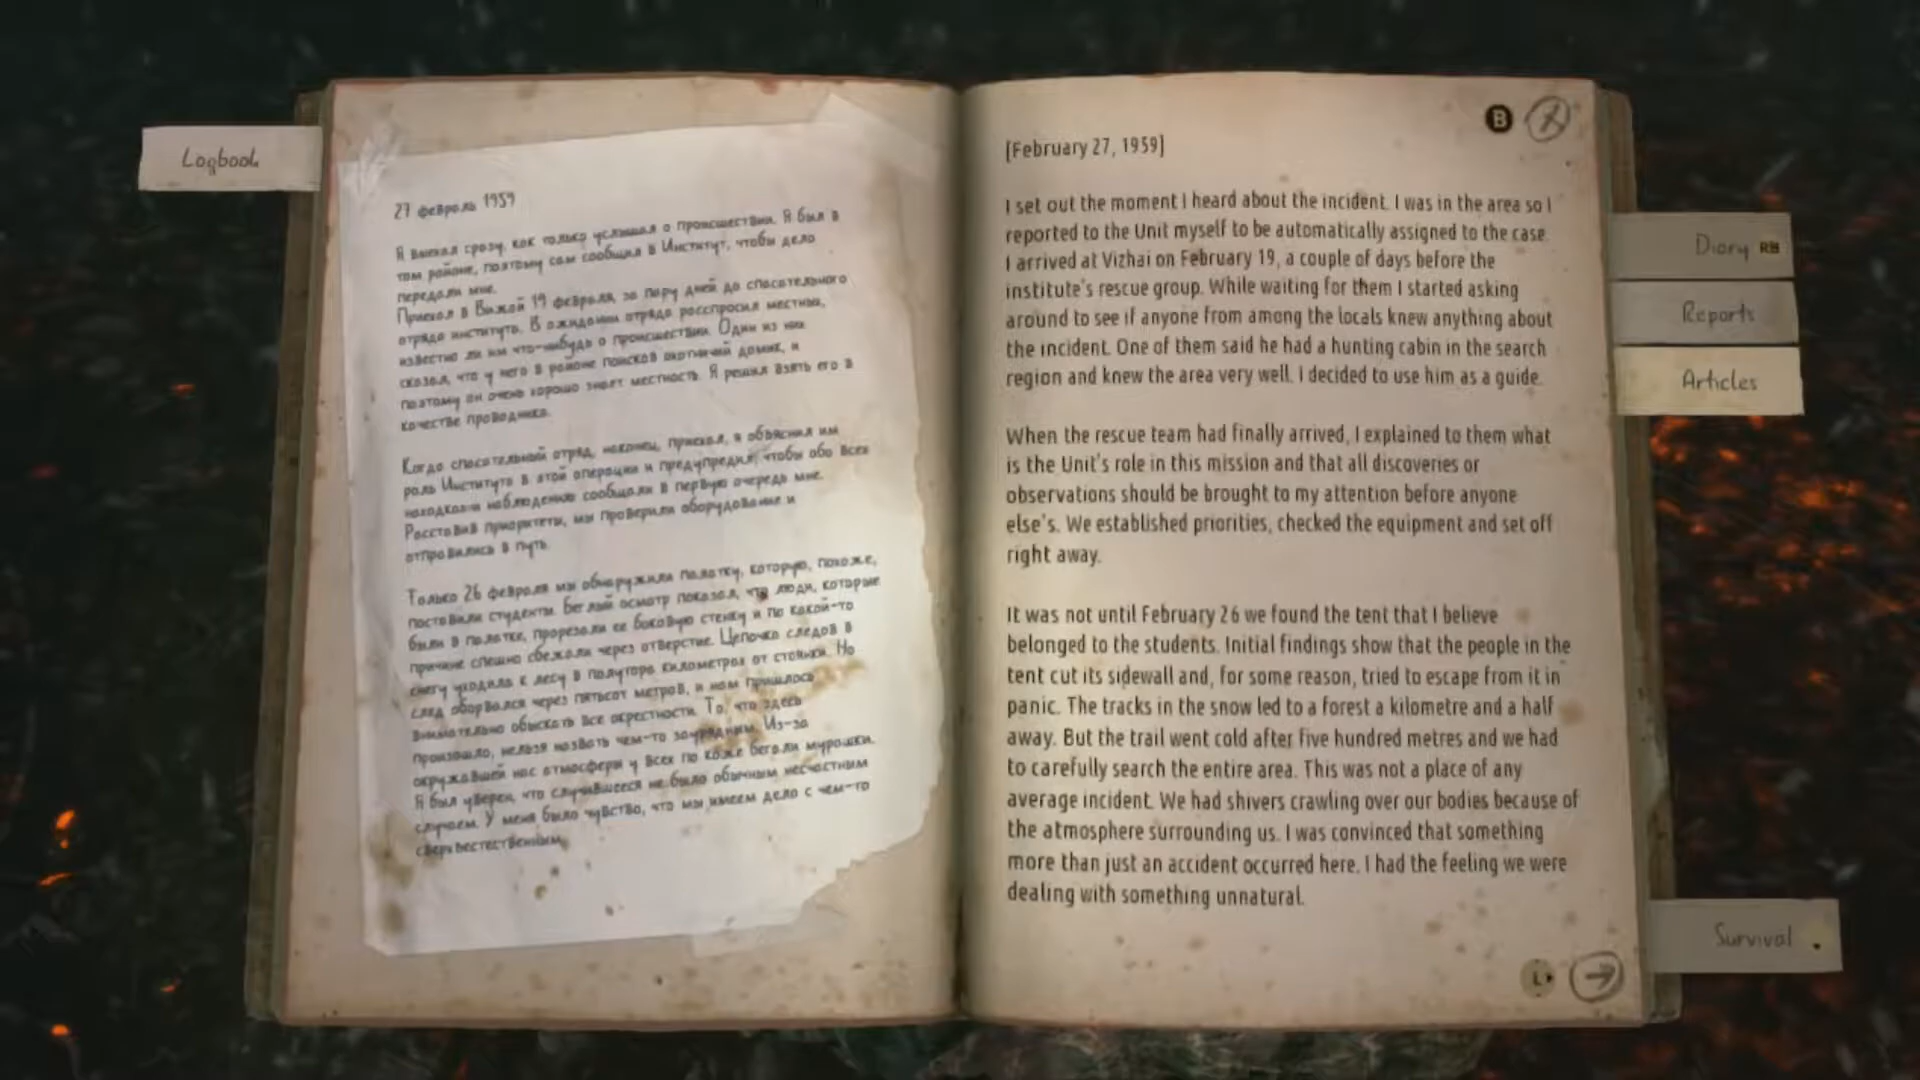 Logbook
27 февраль 1959
Я выехал сразу, как только услышал о происшествии. Я был в
том районе, поэтому сам сообщил в Институт, чтобы дело
передали мне.
Приехал в Вижай 19 февраля, за пару дней до спасательного
отряда института. В ожидании отряда расспросил местных,
известно ли им что-нибудь о происшествии. Один из них
сказал, что у него в районе поисков охотничий домик, и
поэтому он очень хорошо знает местность. Я решил взять его в
качестве проводника.
Когда спасательный отряд, наконец, приехал, я объяснил им
роль Института в этой операции и предупредил, чтобы обо всех
находках и наблюдениях сообщали в первую очередь мне.
Расставив приоритеты, мы проверили оборудование и
отправились в путь.
Только 26 февраля мы обнаружили палатку, которую, похоже,
поставили студенты. Беглый осмотр показал, что люди, которые
были в палатке, прорезали ее боковую стенку и по какой-то
причине спешно сбежали через отверстие. Цепочка следов в
снегу уходила к лесу в полутора километрах от стоянки. Но
след оборвался через пятьсот метров, и нам пришлось
внимательно обыскать все окрестности. То, что здесь
произошло, нельзя назвать чем-то заурядным. Из-за
окружавшей нас атмосферы у всех по коже бегали мурашки.
Я был уверен, что случившееся не было обычным несчастным
случаем. У меня было чувство, что мы имеем дело с чем-то
сверхъестественным.
B
[February 27, 1959]
I set out the moment I heard about the incident. I was in the area so I
reported to the Unit myself to be automatically assigned to the case.
I arrived at Vizhai on February 19, a couple of days before the
institute's rescue group. While waiting for them I started asking
around to see if anyone from among the locals knew anything about
the incident. One of them said he had a hunting cabin in the search
region and knew the area very well. I decided to use him as a guide.
When the rescue team had finally arrived, I explained to them what
is the Unit's role in this mission and that all discoveries or
observations should be brought to my attention before anyone
else's. We established priorities, checked the equipment and set off
right away.
It was not until February 26 we found the tent that I believe
belonged to the students. Initial findings show that the people in the
tent cut its sidewall and, for some reason, tried to escape from it in
panic. The tracks in the snow led to a forest a kilometre and a half
away. But the trail went cold after five hundred metres and we had
to carefully search the entire area. This was not a place of any
average incident. We had shivers crawling over our bodies because of
the atmosphere surrounding us. I was convinced that something
more than just an accident occurred here. I had the feeling we were
dealing with something unnatural.
L
Diary RB
Reports
Articles
Survival